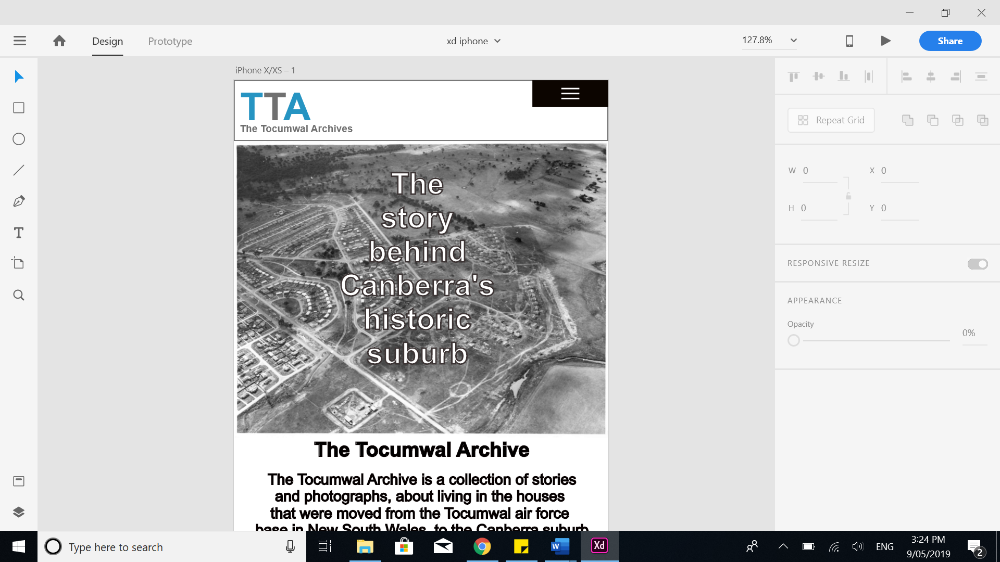 Design
Prototype
xd iphone
127.8%
Share
iPhone X/XS – 1
TTA
The Tocumwal Archives
The
story
behind
Canberra's
historic
suburb
The Tocumwal Archive
The Tocumwal Archive is a collection of stories
and photographs, about living in the houses
that were moved from the Tocumwal air force
base in New South Wales, to the Canberra suburb
T
Repeat Grid
W 0
X 0
H 0
Y 0
RESPONSIVE RESIZE
APPEARANCE
Opacity
0%
Type here to search
W
Xd
ENG
3:24 PM
9/05/2019
2